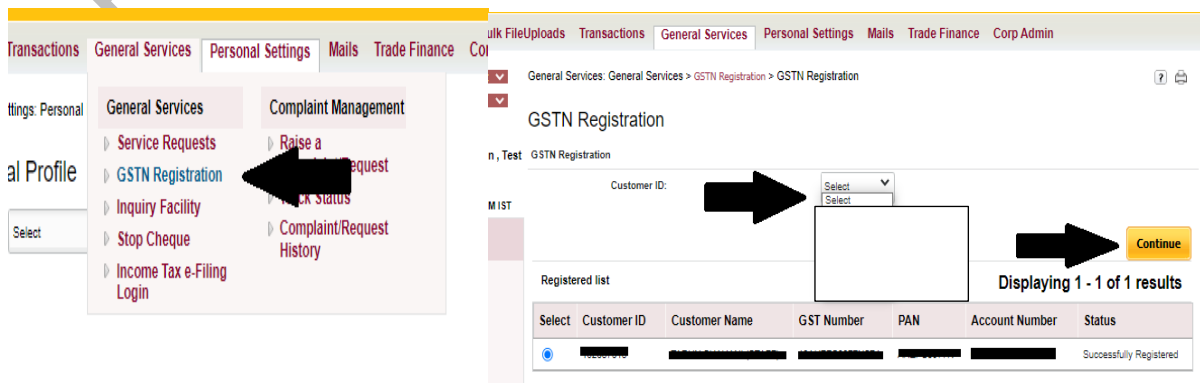 Transactions General Services Personal Settings Mails Trade Finance
ttings: Personal
General Services
Complaint Management
al Profile
Select
Service Requests
GSTN Registration
Inquiry Facility
Stop Cheque
Income Tax e-Filing
Login
Raise a
Status
Complaint/Request
History
ulk FileUploads Transactions General Services Personal Settings Mails Trade Finance Corp Admin
General Services: General Services > GSTN Registration > GSTN Registration
GSTN Registration
n , Test GSTN Registration
Customer ID: Select
Select
M IST
Continue
Registered list Displaying 1 - 1 of 1 results
Select Customer ID Customer Name GST Number PAN Account Number Status
Successfully Registered